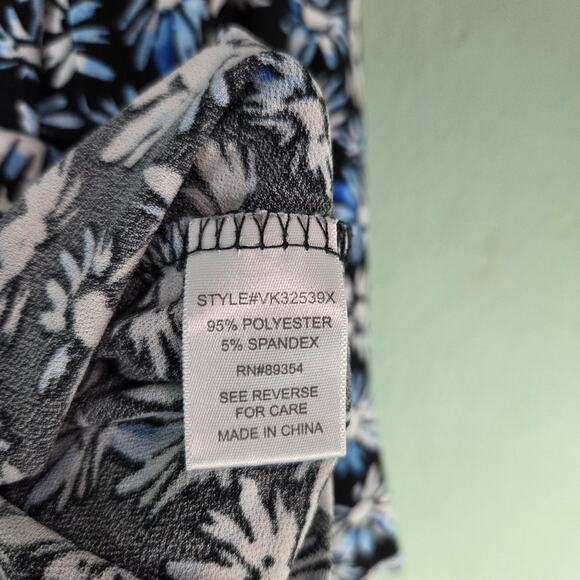 STYLE#VK32539X
95% POLYESTER
5% SPANDEX
RN#89354
SEE REVERSE
FOR CARE
MADE IN CHINA